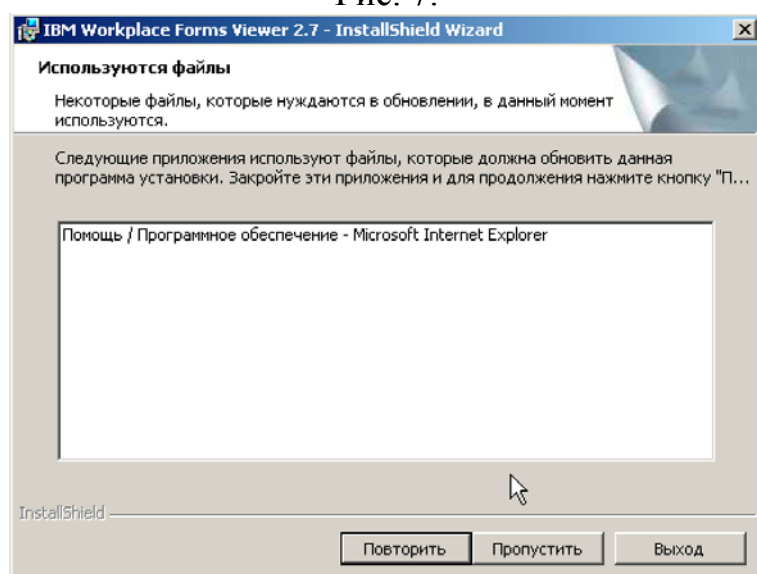 Рис. 7.
IBM Workplace Forms Viewer 2.7 - InstallShield Wizard
Используются файлы
Некоторые файлы, которые нуждаются в обновлении, в данный момент
используются.
Следующие приложения используют файлы, которые должна обновить данная
программа установки. Закройте эти приложения и для продолжения нажмите кнопку "П...
Помощь / Программное обеспечение - Microsoft Internet Explorer
InstallShield
Повторить Пропустить Выход